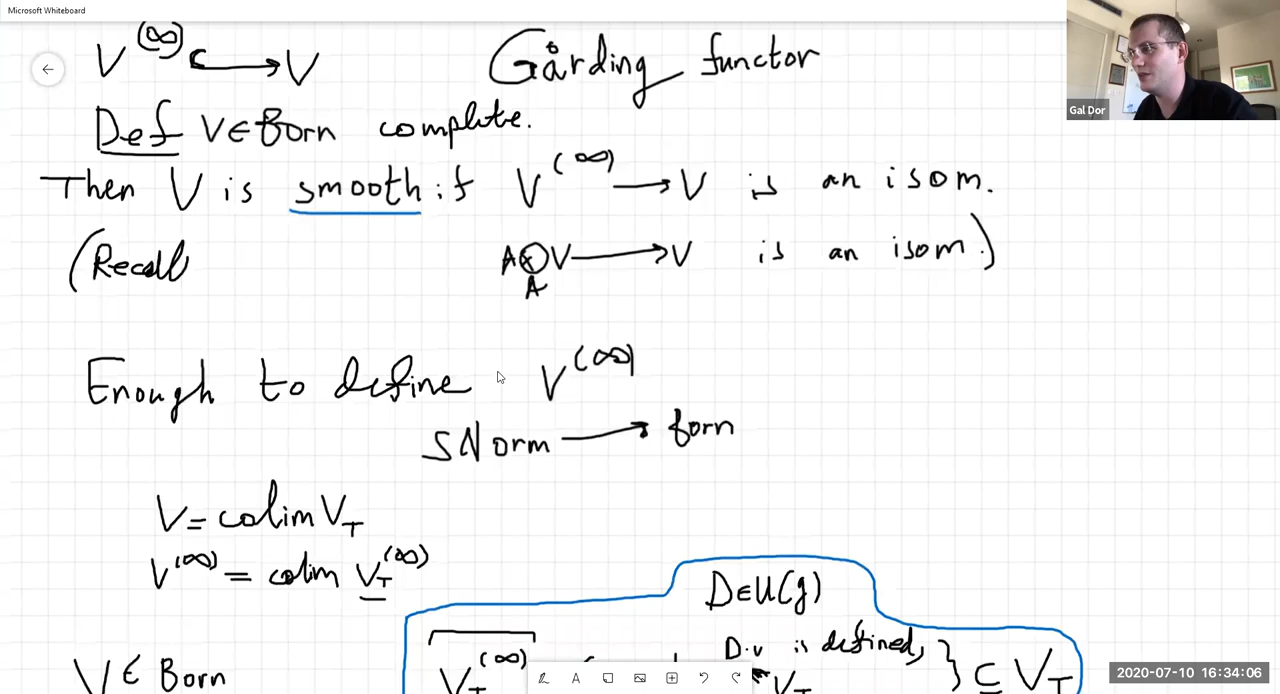 Microsoft Whiteboard
V^(∞) ↪ V Gårding functor
Def V∈Born complete.
Then V is smooth if V^(∞) → V is an isom.
(Recall A⊗_A V → V is an isom.)
Enough to define V^(∞)
SNorm → Born
V = colim V_T
V^(∞) = colim V_T^(∞)
D∈U(g)
D·v is defined,
V_T^(∞) V_T } ⊆ V_T
V ∈ Born
Gal Dor
2020-07-10 16:34:06